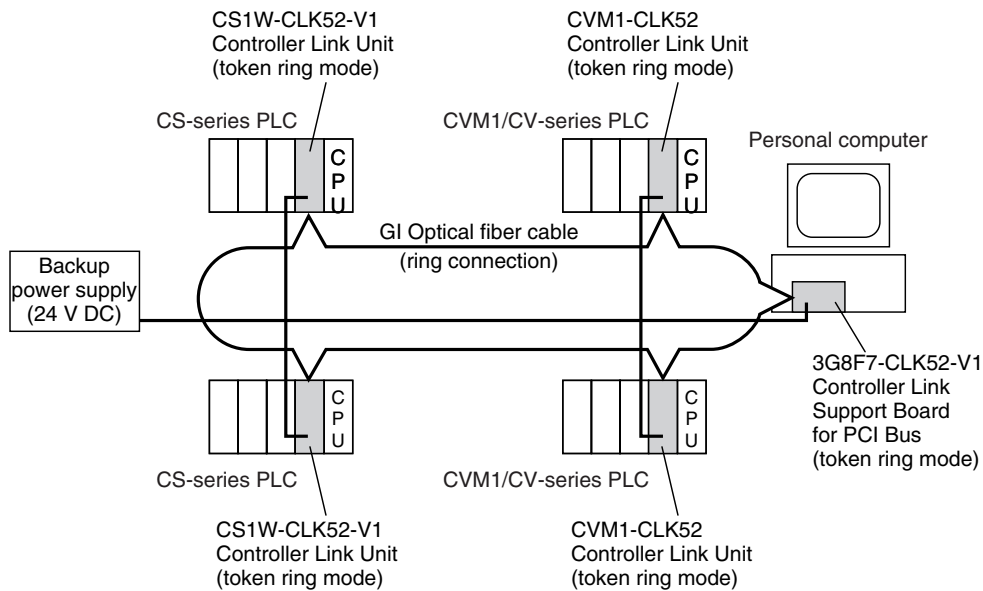 CS1W-CLK52-V1
Controller Link Unit
(token ring mode)
CVM1-CLK52
Controller Link Unit
(token ring mode)
CS-series PLC
CVM1/CV-series PLC
Personal computer
C
P
U
C
P
U
GI Optical fiber cable
(ring connection)
Backup
power supply
(24 V DC)
3G8F7-CLK52-V1
Controller Link
Support Board
for PCI Bus
(token ring mode)
C
P
U
C
P
U
CS-series PLC
CVM1/CV-series PLC
CS1W-CLK52-V1
Controller Link Unit
(token ring mode)
CVM1-CLK52
Controller Link Unit
(token ring mode)